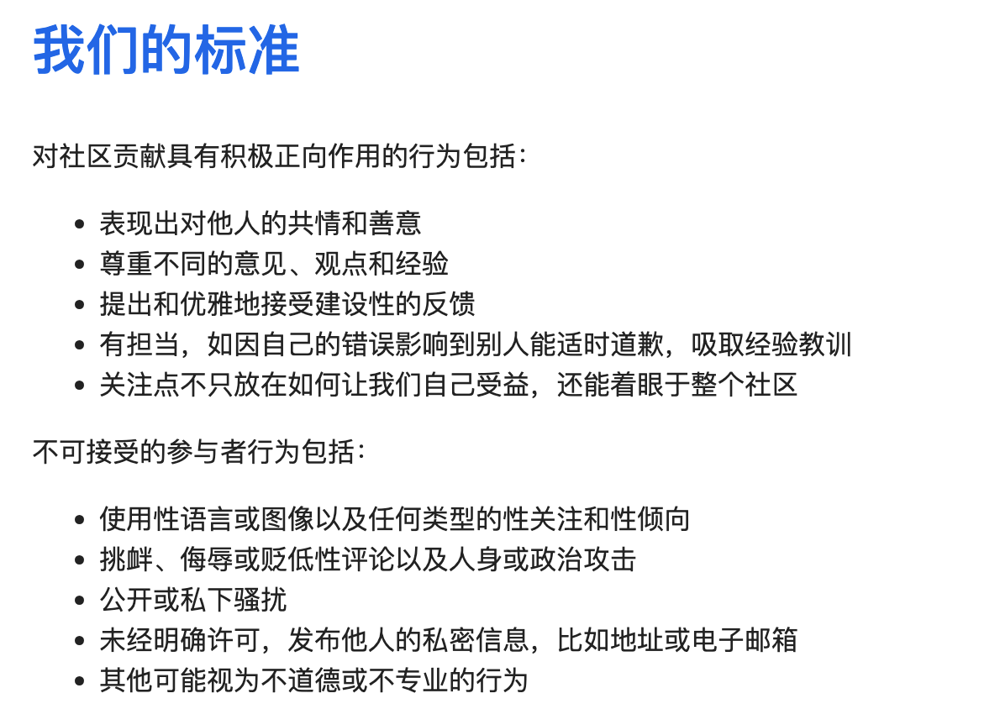 我们的标准
对社区贡献具有积极正向作用的行为包括：
• 表现出对他人的共情和善意
• 尊重不同的意见、观点和经验
• 提出和优雅地接受建设性的反馈
• 有担当，如因自己的错误影响到别人能适时道歉，吸取经验教训
• 关注点不只放在如何让我们自己受益，还能着眼于整个社区
不可接受的参与者行为包括：
• 使用性语言或图像以及任何类型的性关注和性倾向
• 挑衅、侮辱或贬低性评论以及人身或政治攻击
• 公开或私下骚扰
• 未经明确许可，发布他人的私密信息，比如地址或电子邮箱
• 其他可能视为不道德或不专业的行为